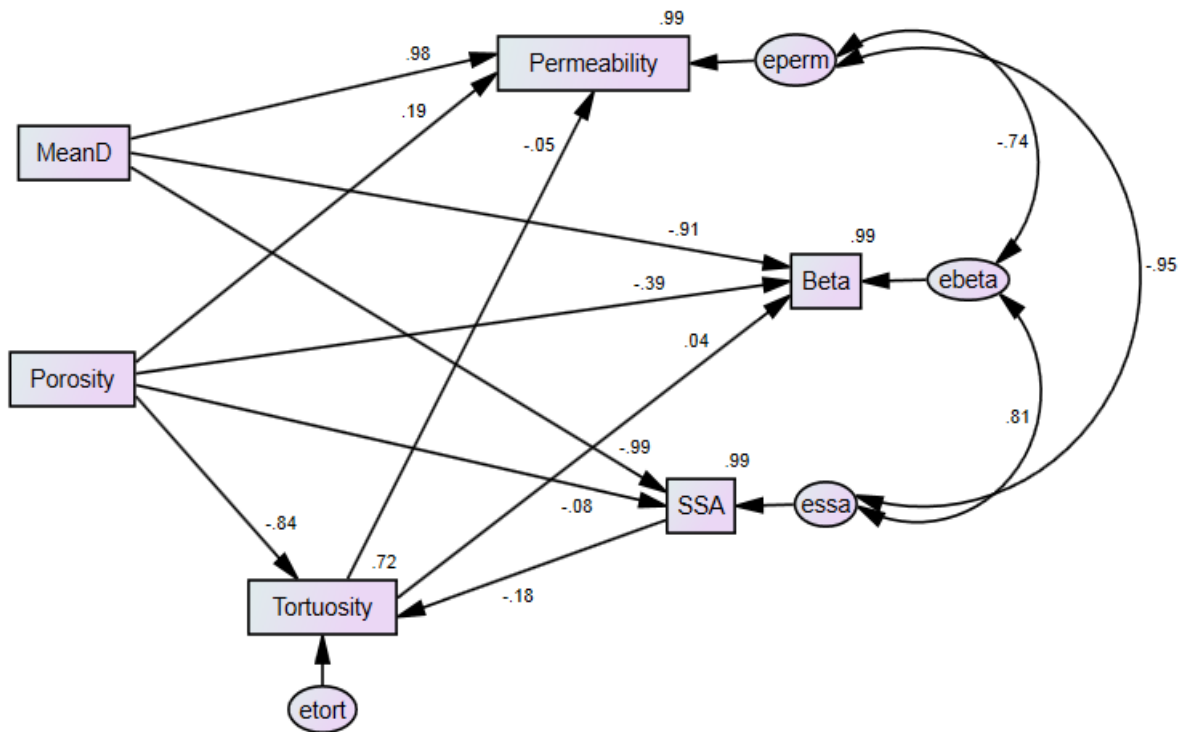 .99
Permeability
eperm
.98
.19
-.05
-.74
MeanD
-.91
.99
Beta
ebeta
-.95
-.39
.04
Porosity
.81
-.99
.99
SSA
essa
-.08
-.84
.72
-.18
Tortuosity
etort